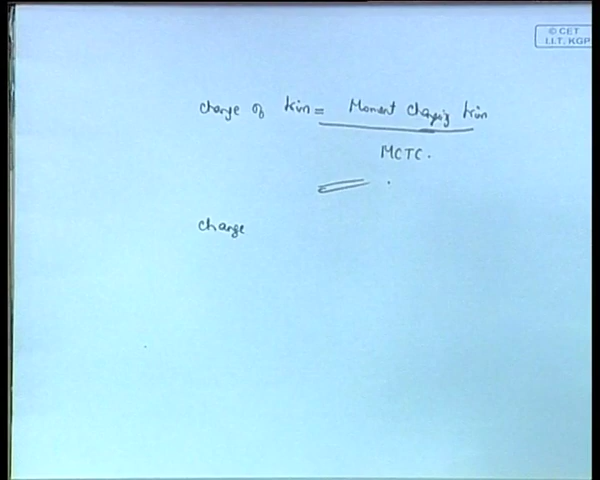 © CET
I.I.T. KGP
change of trim = Moment changing trim
MCTC.
change